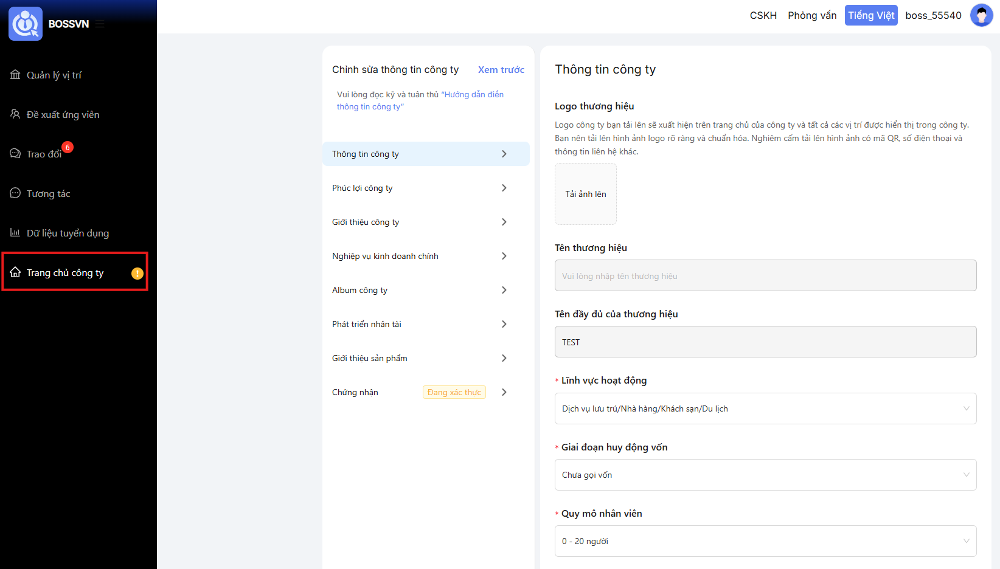 BOSSVN
CSKH
Phỏng vấn
Tiếng Việt
boss_55540
Quản lý vị trí
Đề xuất ứng viên
Trao đổi
6
Tương tác
Dữ liệu tuyển dụng
Trang chủ công ty
!
Chỉnh sửa thông tin công ty
Xem trước
Vui lòng đọc kỹ và tuân thủ “Hướng dẫn điền
thông tin công ty”
Thông tin công ty
Phúc lợi công ty
Giới thiệu công ty
Nghiệp vụ kinh doanh chính
Album công ty
Phát triển nhân tài
Giới thiệu sản phẩm
Chứng nhận
Đang xác thực
Thông tin công ty
Logo thương hiệu
Logo công ty bạn tải lên sẽ xuất hiện trên trang chủ của công ty và tất cả các vị trí được hiển thị trong công ty.
Bạn nên tải lên hình ảnh logo rõ ràng và chuẩn hóa. Nghiêm cấm tải lên hình ảnh có mã QR, số điện thoại và
thông tin liên hệ khác.
Tải ảnh lên
Tên thương hiệu
Vui lòng nhập tên thương hiệu
Tên đầy đủ của thương hiệu
TEST
* Lĩnh vực hoạt động
Dịch vụ lưu trú/Nhà hàng/Khách sạn/Du lịch
* Giai đoạn huy động vốn
Chưa gọi vốn
* Quy mô nhân viên
0 - 20 người